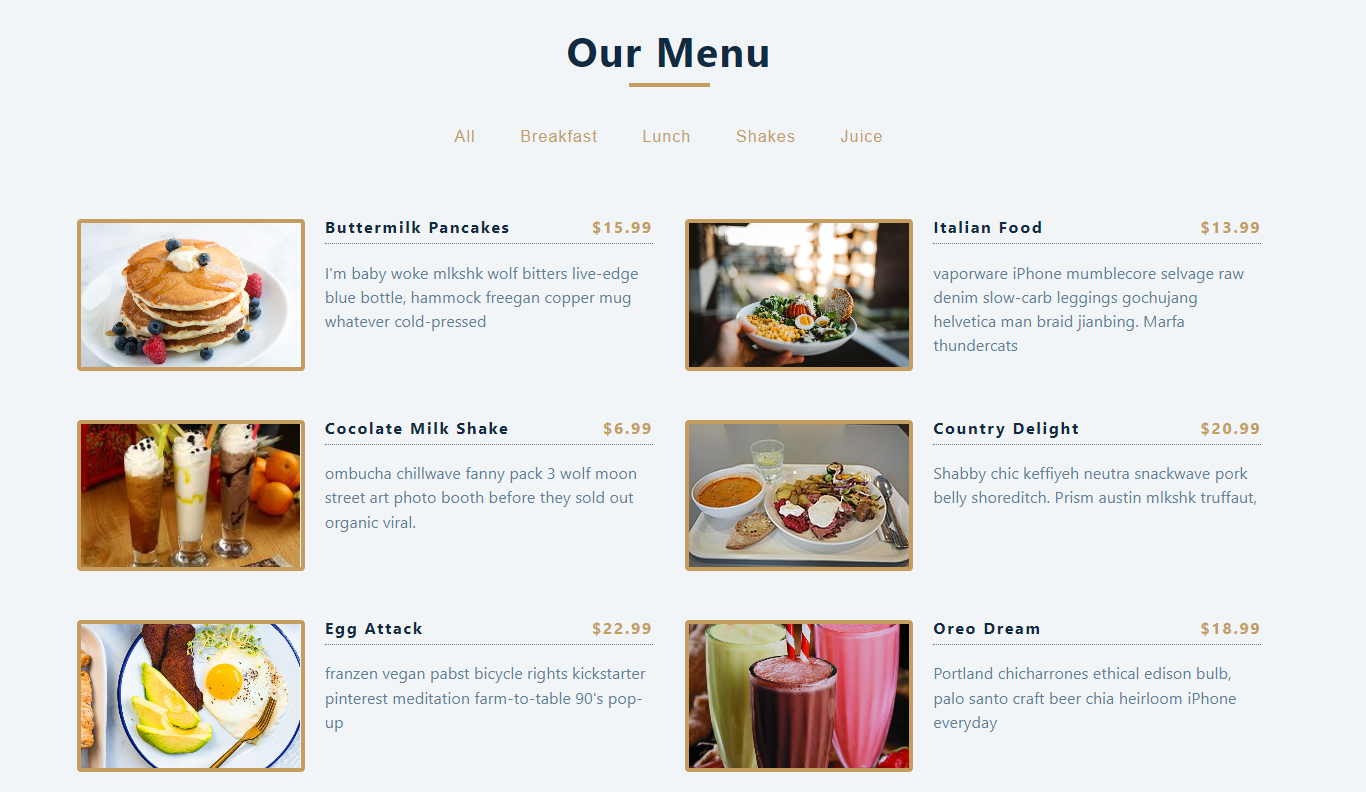 Our Menu
All Breakfast Lunch Shakes Juice
Buttermilk Pancakes $15.99
I'm baby woke mlkshk wolf bitters live-edge
blue bottle, hammock freegan copper mug
whatever cold-pressed
Italian Food $13.99
vaporware iPhone mumblecore selvage raw
denim slow-carb leggings gochujang
helvetica man braid jianbing. Marfa
thundercats
Cocolate Milk Shake $6.99
ombucha chillwave fanny pack 3 wolf moon
street art photo booth before they sold out
organic viral.
Country Delight $20.99
Shabby chic keffiyeh neutra snackwave pork
belly shoreditch. Prism austin mlkshk truffaut,
Egg Attack $22.99
franzen vegan pabst bicycle rights kickstarter
pinterest meditation farm-to-table 90's pop-
up
Oreo Dream $18.99
Portland chicharrones ethical edison bulb,
palo santo craft beer chia heirloom iPhone
everyday